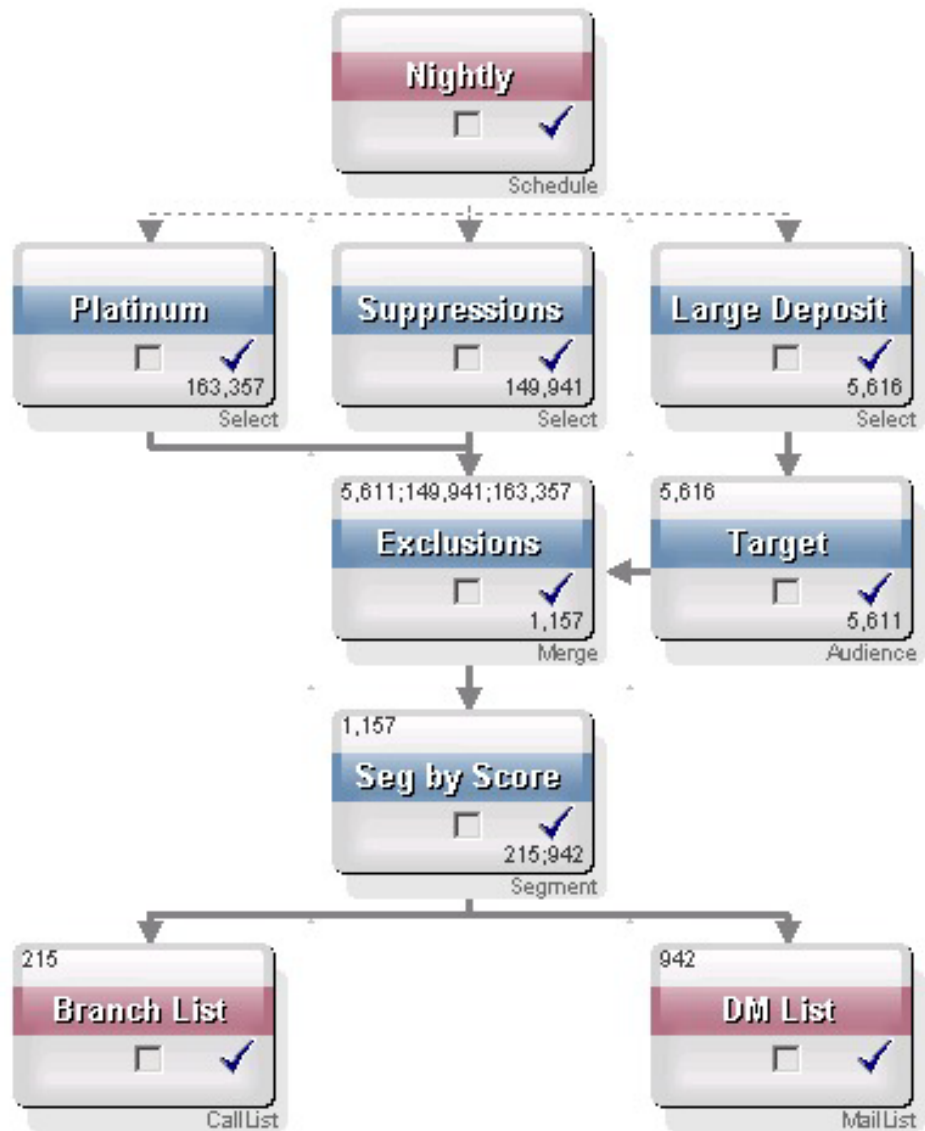 Nightly
Schedule
Platinum
163,357
Select
Suppressions
149,941
Select
Large Deposit
5,616
Select
5,611;149,941;163,357
Exclusions
1,157
Merge
5,616
Target
5,611
Audience
1,157
Seg by Score
215;942
Segment
215
Branch List
CallList
942
DM List
MailList